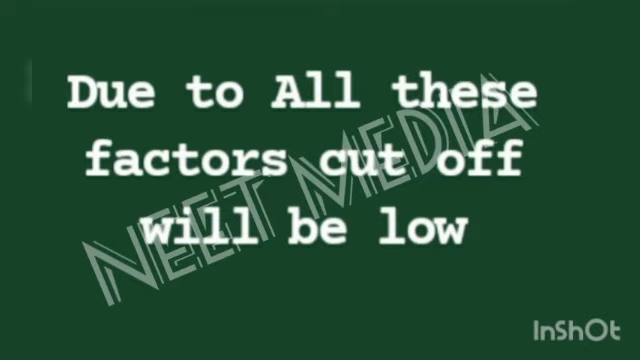 Due to All these
factors cut off
will be low
NEET MEDIA
InShOt